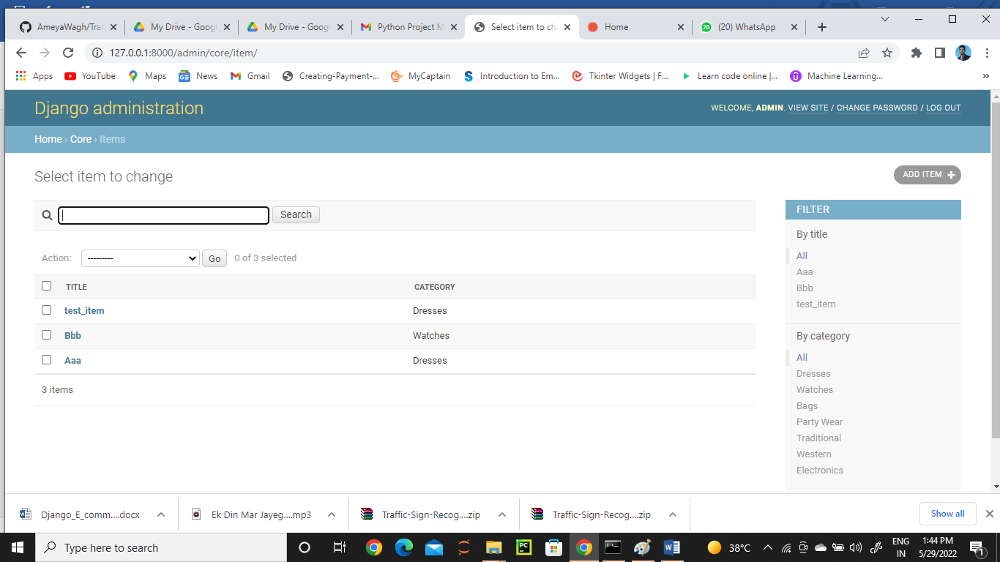 AmeyaWagh/Traf
My Drive - Googl
My Drive - Googl
Python Project M
Select item to ch
Home
(20) WhatsApp
127.0.0.1:8000/admin/core/item/
Apps
YouTube
Maps
News
Gmail
Creating-Payment-...
MyCaptain
Introduction to Em...
Tkinter Widgets | F...
Learn code online |...
Machine Learning...
»
Django administration
WELCOME, ADMIN. VIEW SITE / CHANGE PASSWORD / LOG OUT
Home › Core › Items
Select item to change
ADD ITEM +
Search
Action: --------- Go 0 of 3 selected
TITLE CATEGORY
test_item Dresses
Bbb Watches
Aaa Dresses
3 items
FILTER
By title
All
Aaa
Bbb
test_item
By category
All
Dresses
Watches
Bags
Party Wear
Traditional
Western
Electronics
Django_E_comm....docx
Ek Din Mar Jayeg....mp3
Traffic-Sign-Recog....zip
Traffic-Sign-Recog....zip
Show all
Type here to search
38°C
ENG
IN
1:44 PM
5/29/2022
1